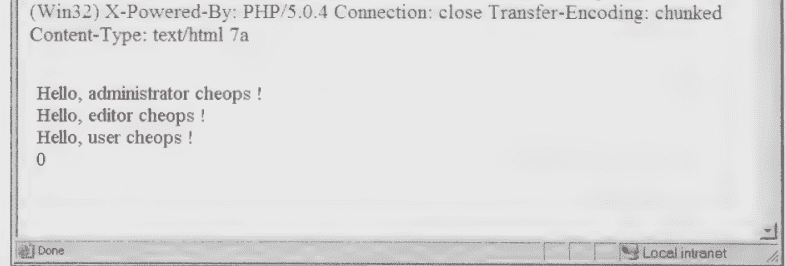 (Win32) X-Powered-By: PHP/5.0.4 Connection: close Transfer-Encoding: chunked
Content-Type: text/html 7a
Hello, administrator cheops !
Hello, editor cheops !
Hello, user cheops !
0
Done
Local intranet